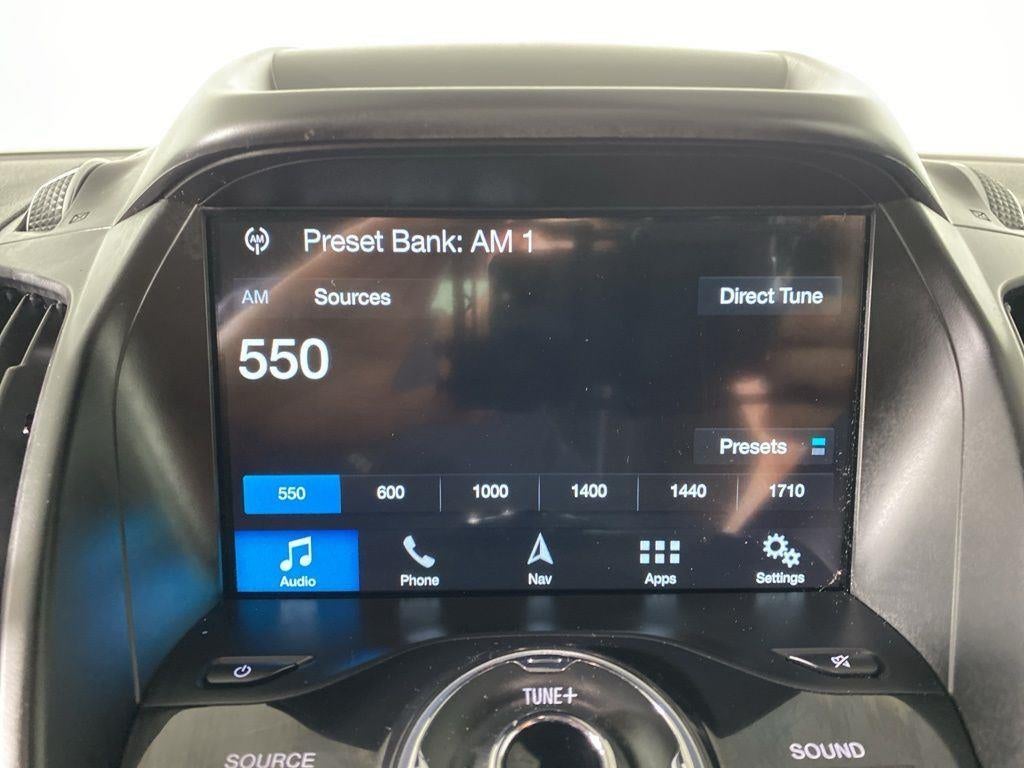 AM Preset Bank: AM 1
AM Sources Direct Tune
550
Presets
550 600 1000 1400 1440 1710
Audio Phone Nav Apps Settings
TUNE+
SOURCE SOUND